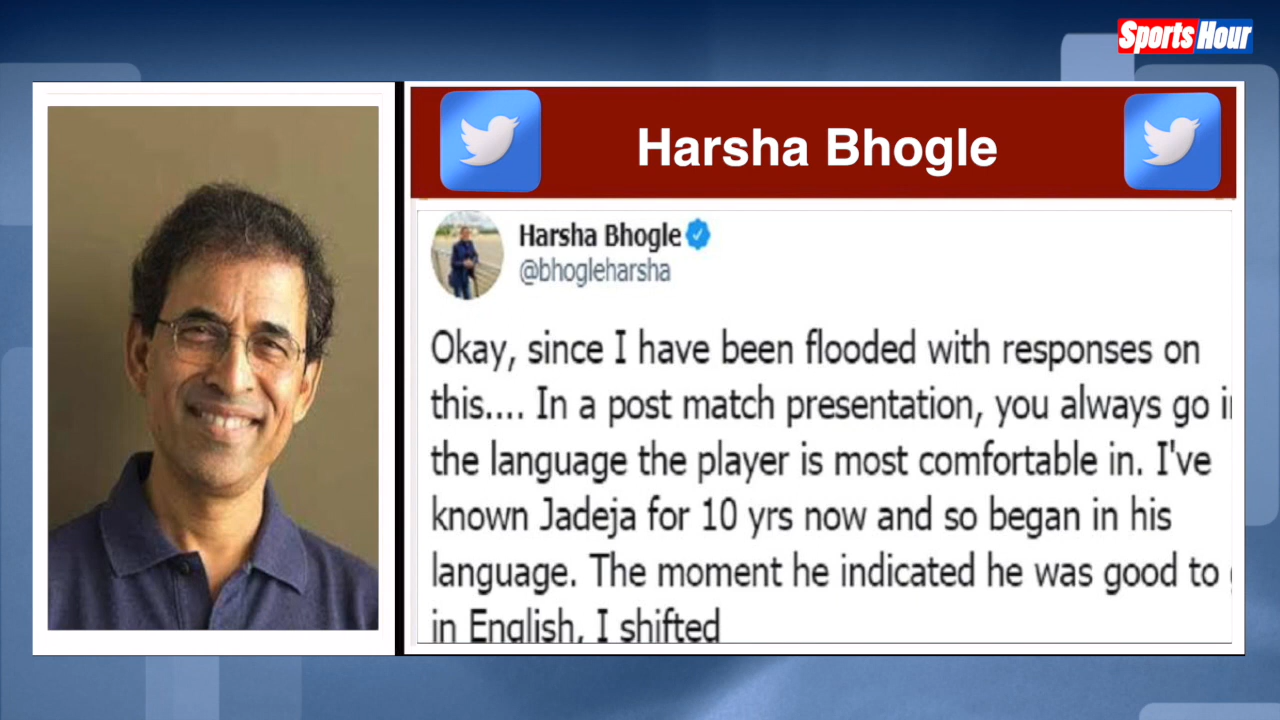 Sports Hour
Harsha Bhogle
Harsha Bhogle
@bhogleharsha
Okay, since I have been flooded with responses on
this.... In a post match presentation, you always go
the language the player is most comfortable in. I've
known Jadeja for 10 yrs now and so began in his
language. The moment he indicated he was good to
in English, I shifted